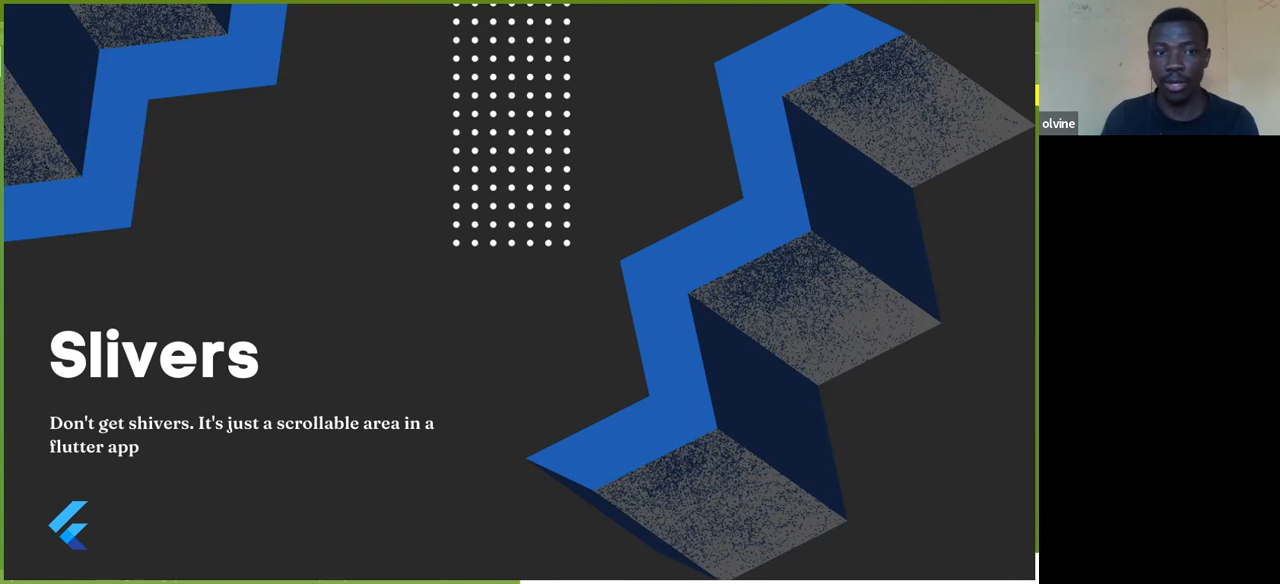 olvine
Slivers
Don't get shivers. It's just a scrollable area in a
flutter app